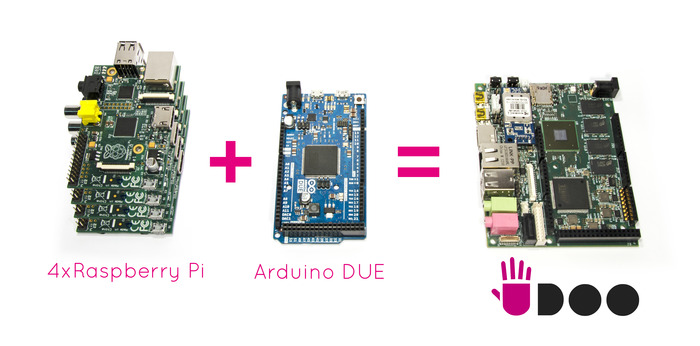 +
=
4xRaspberry Pi
Arduino DUE
UDOO